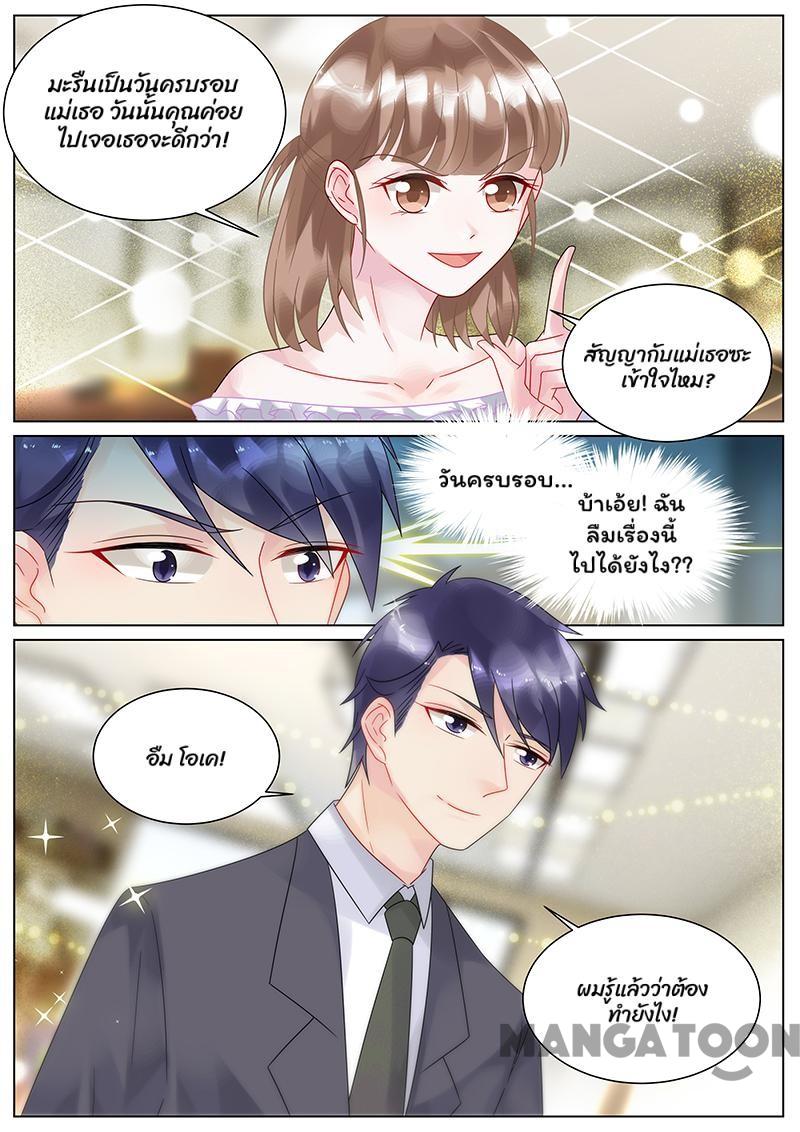 มะรืนเป็นวันครบรอบ
แม่เธอ วันนั้นคุณค่อย
ไปเจอเธอจะดีกว่า!
สัญญากับแม่เธอซะ
เข้าใจไหม?
วันครบรอบ...
บ้าเอ้ย! ฉัน
ลืมเรื่องนี้
ไปได้ยังไง??
อืม โอเค!
ผมรู้แล้วว่าต้อง
ทำยังไง!
MANGATOON